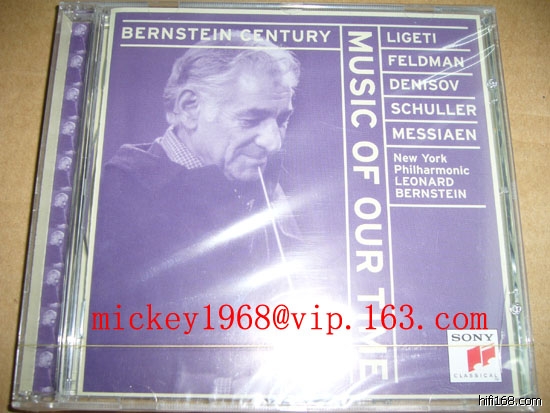 BERNSTEIN CENTURY
MUSIC OF OUR TIME
LIGETI
FELDMAN
DENISOV
SCHULLER
MESSIAEN
New York
Philharmonic
LEONARD
BERNSTEIN
mickey1968@vip.163.com
SONY
CLASSICAL
hifi168.com